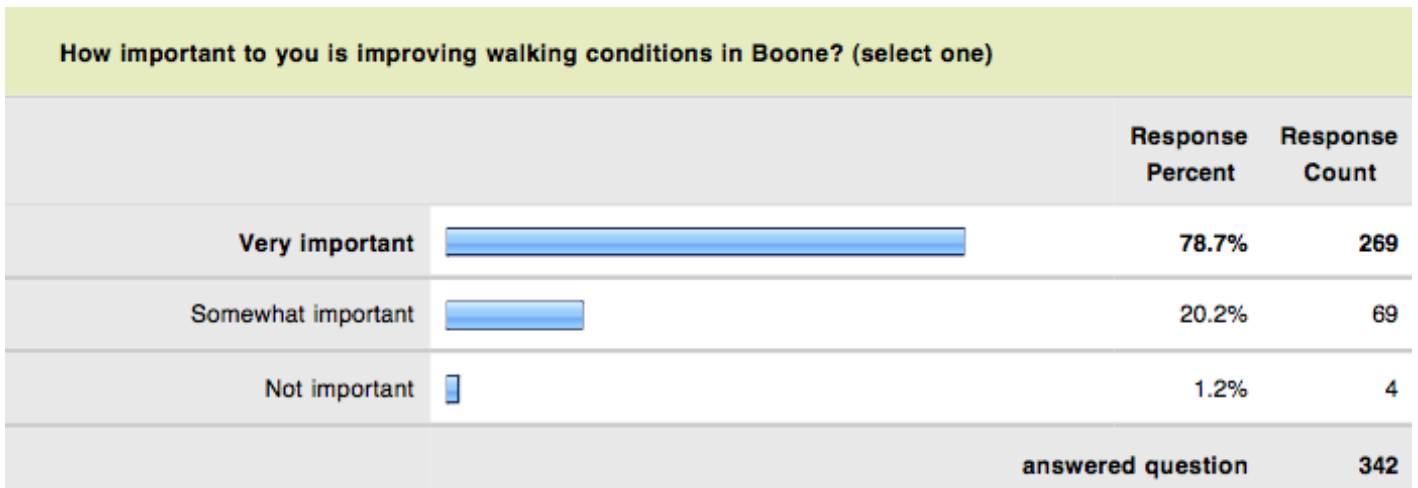 How important to you is improving walking conditions in Boone? (select one)
Response Response
Percent Count
Very important 78.7% 269
Somewhat important 20.2% 69
Not important 1.2% 4
answered question 342